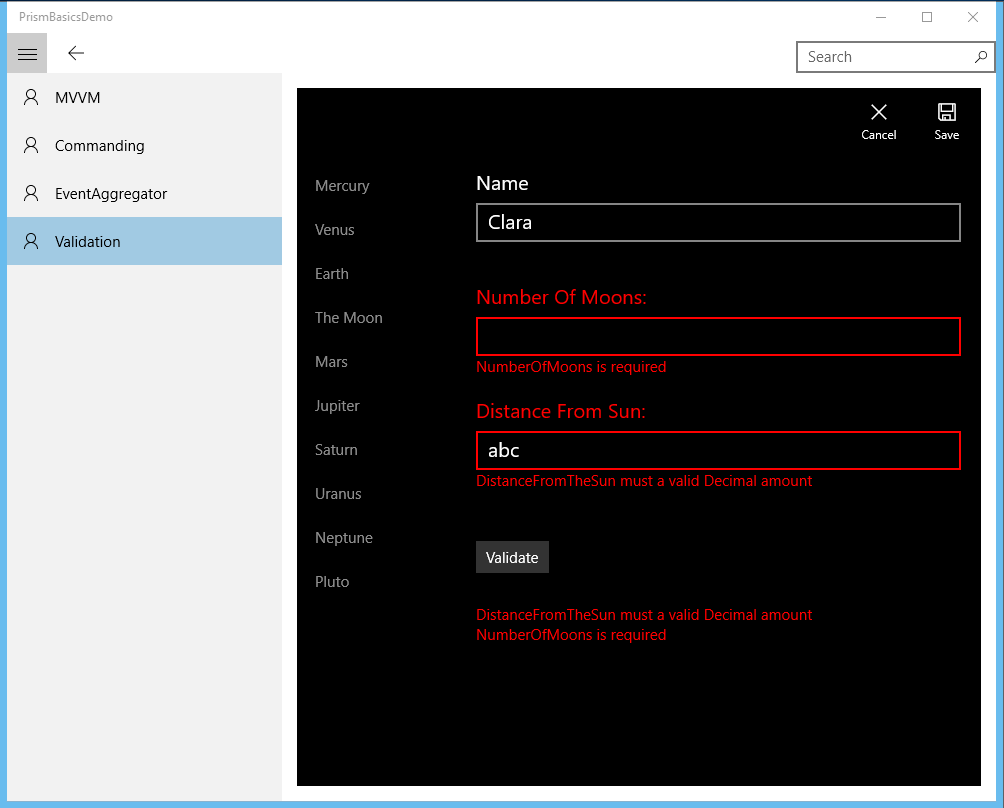 PrismBasicsDemo
Search
MVVM
Commanding
EventAggregator
Validation
Cancel
Save
Mercury
Venus
Earth
The Moon
Mars
Jupiter
Saturn
Uranus
Neptune
Pluto
Name
Clara
Number Of Moons:
NumberOfMoons is required
Distance From Sun:
abc
DistanceFromTheSun must a valid Decimal amount
Validate
DistanceFromTheSun must a valid Decimal amount
NumberOfMoons is required